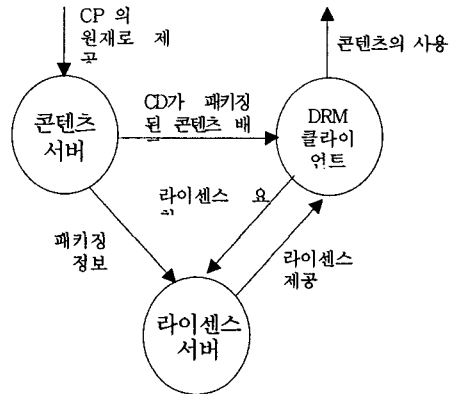 CP 의
원재로 제
곳
콘텐츠의 사용
콘텐츠
서버
CD가 패키징
된 콘텐츠 배
DRM
클라이
언트
라이센스
패키징
정보
라이센스
제공
라이센스
서버